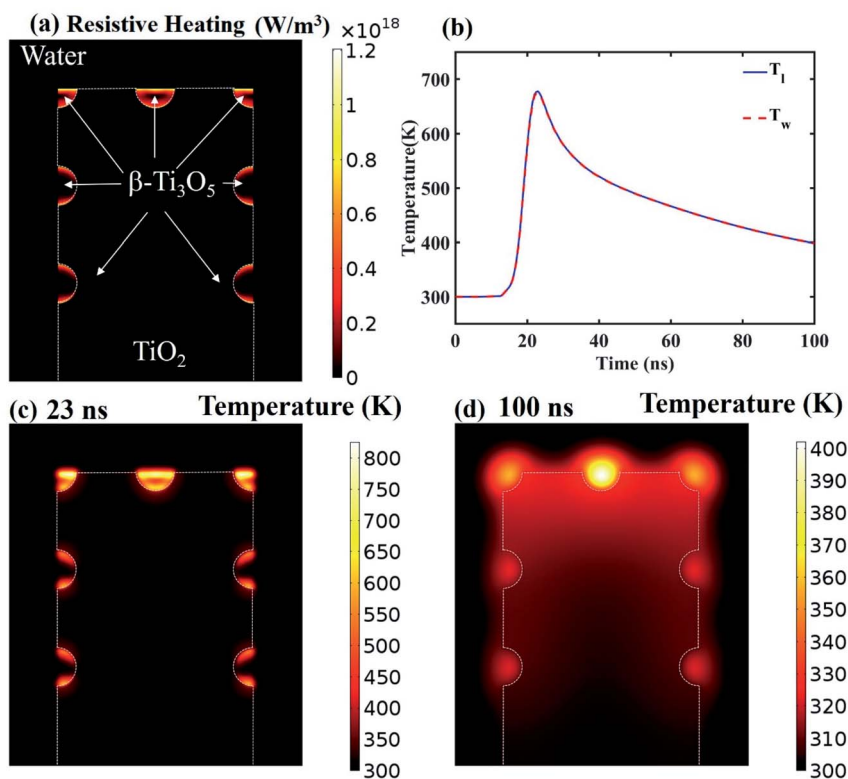 (a) Resistive Heating (W/m³)
×10¹⁸
Water
β-Ti₃O₅
TiO₂
1.2
1
0.8
0.6
0.4
0.2
0
(b)
T₁
T_w
Temperature(K)
700
600
500
400
300
0 20 40 60 80 100
Time (ns)
(c) 23 ns Temperature (K)
800
750
700
650
600
550
500
450
400
350
300
(d) 100 ns Temperature (K)
400
390
380
370
360
350
340
330
320
310
300